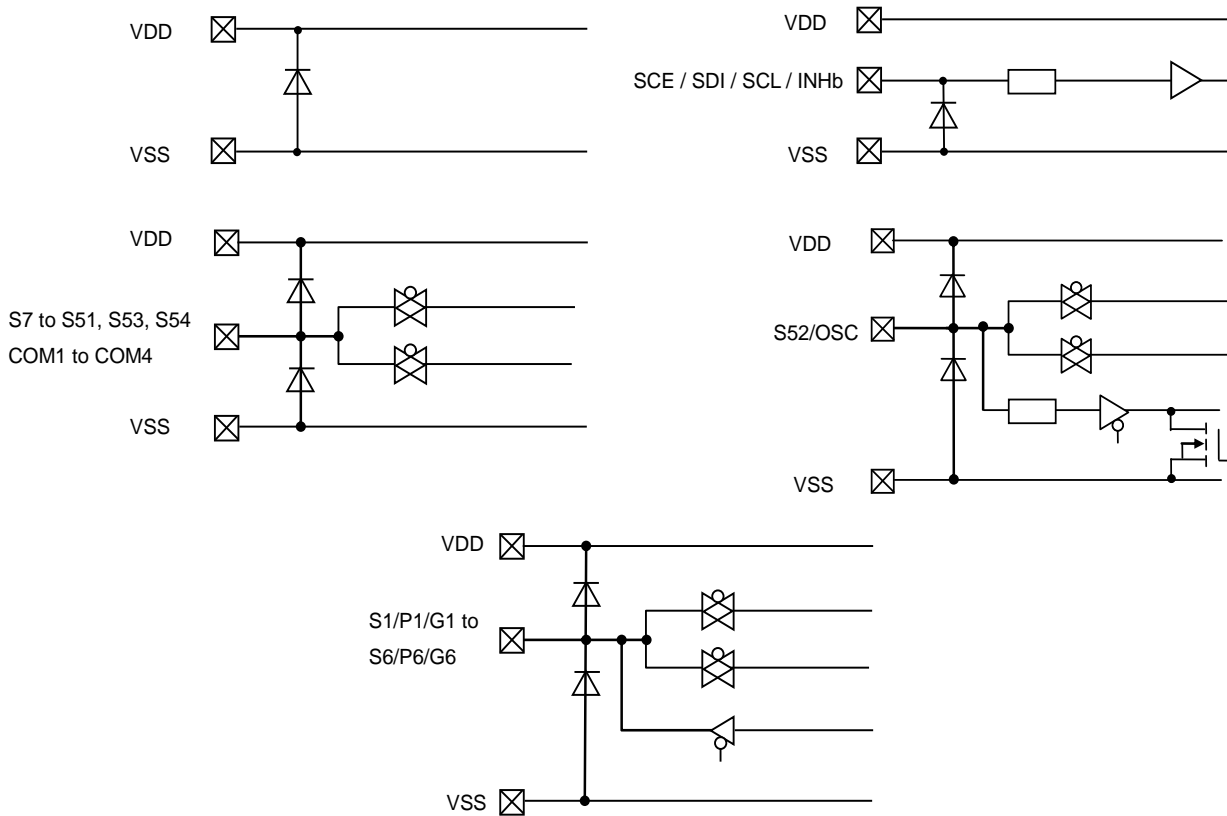 VDD
VSS
VDD
SCE / SDI / SCL / INHb
VSS
VDD
S7 to S51, S53, S54
COM1 to COM4
VSS
VDD
S52/OSC
VSS
VDD
S1/P1/G1 to
S6/P6/G6
VSS